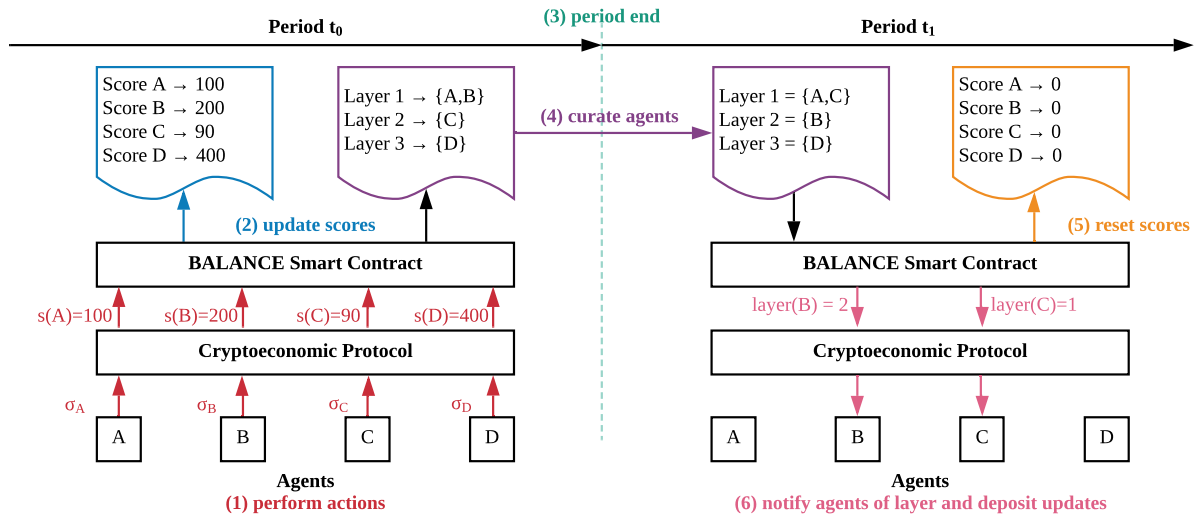 (3) period end
Period t₀
Period t₁
Score A → 100
Score B → 200
Score C → 90
Score D → 400
Layer 1 → {A,B}
Layer 2 → {C}
Layer 3 → {D}
(4) curate agents
Layer 1 = {A,C}
Layer 2 = {B}
Layer 3 = {D}
Score A → 0
Score B → 0
Score C → 0
Score D → 0
(2) update scores
(5) reset scores
BALANCE Smart Contract
BALANCE Smart Contract
s(A)=100
s(B)=200
s(C)=90
s(D)=400
layer(B) = 2
layer(C)=1
Cryptoeconomic Protocol
Cryptoeconomic Protocol
σA
σB
σC
σD
A
B
C
D
A
B
C
D
Agents
(1) perform actions
Agents
(6) notify agents of layer and deposit updates